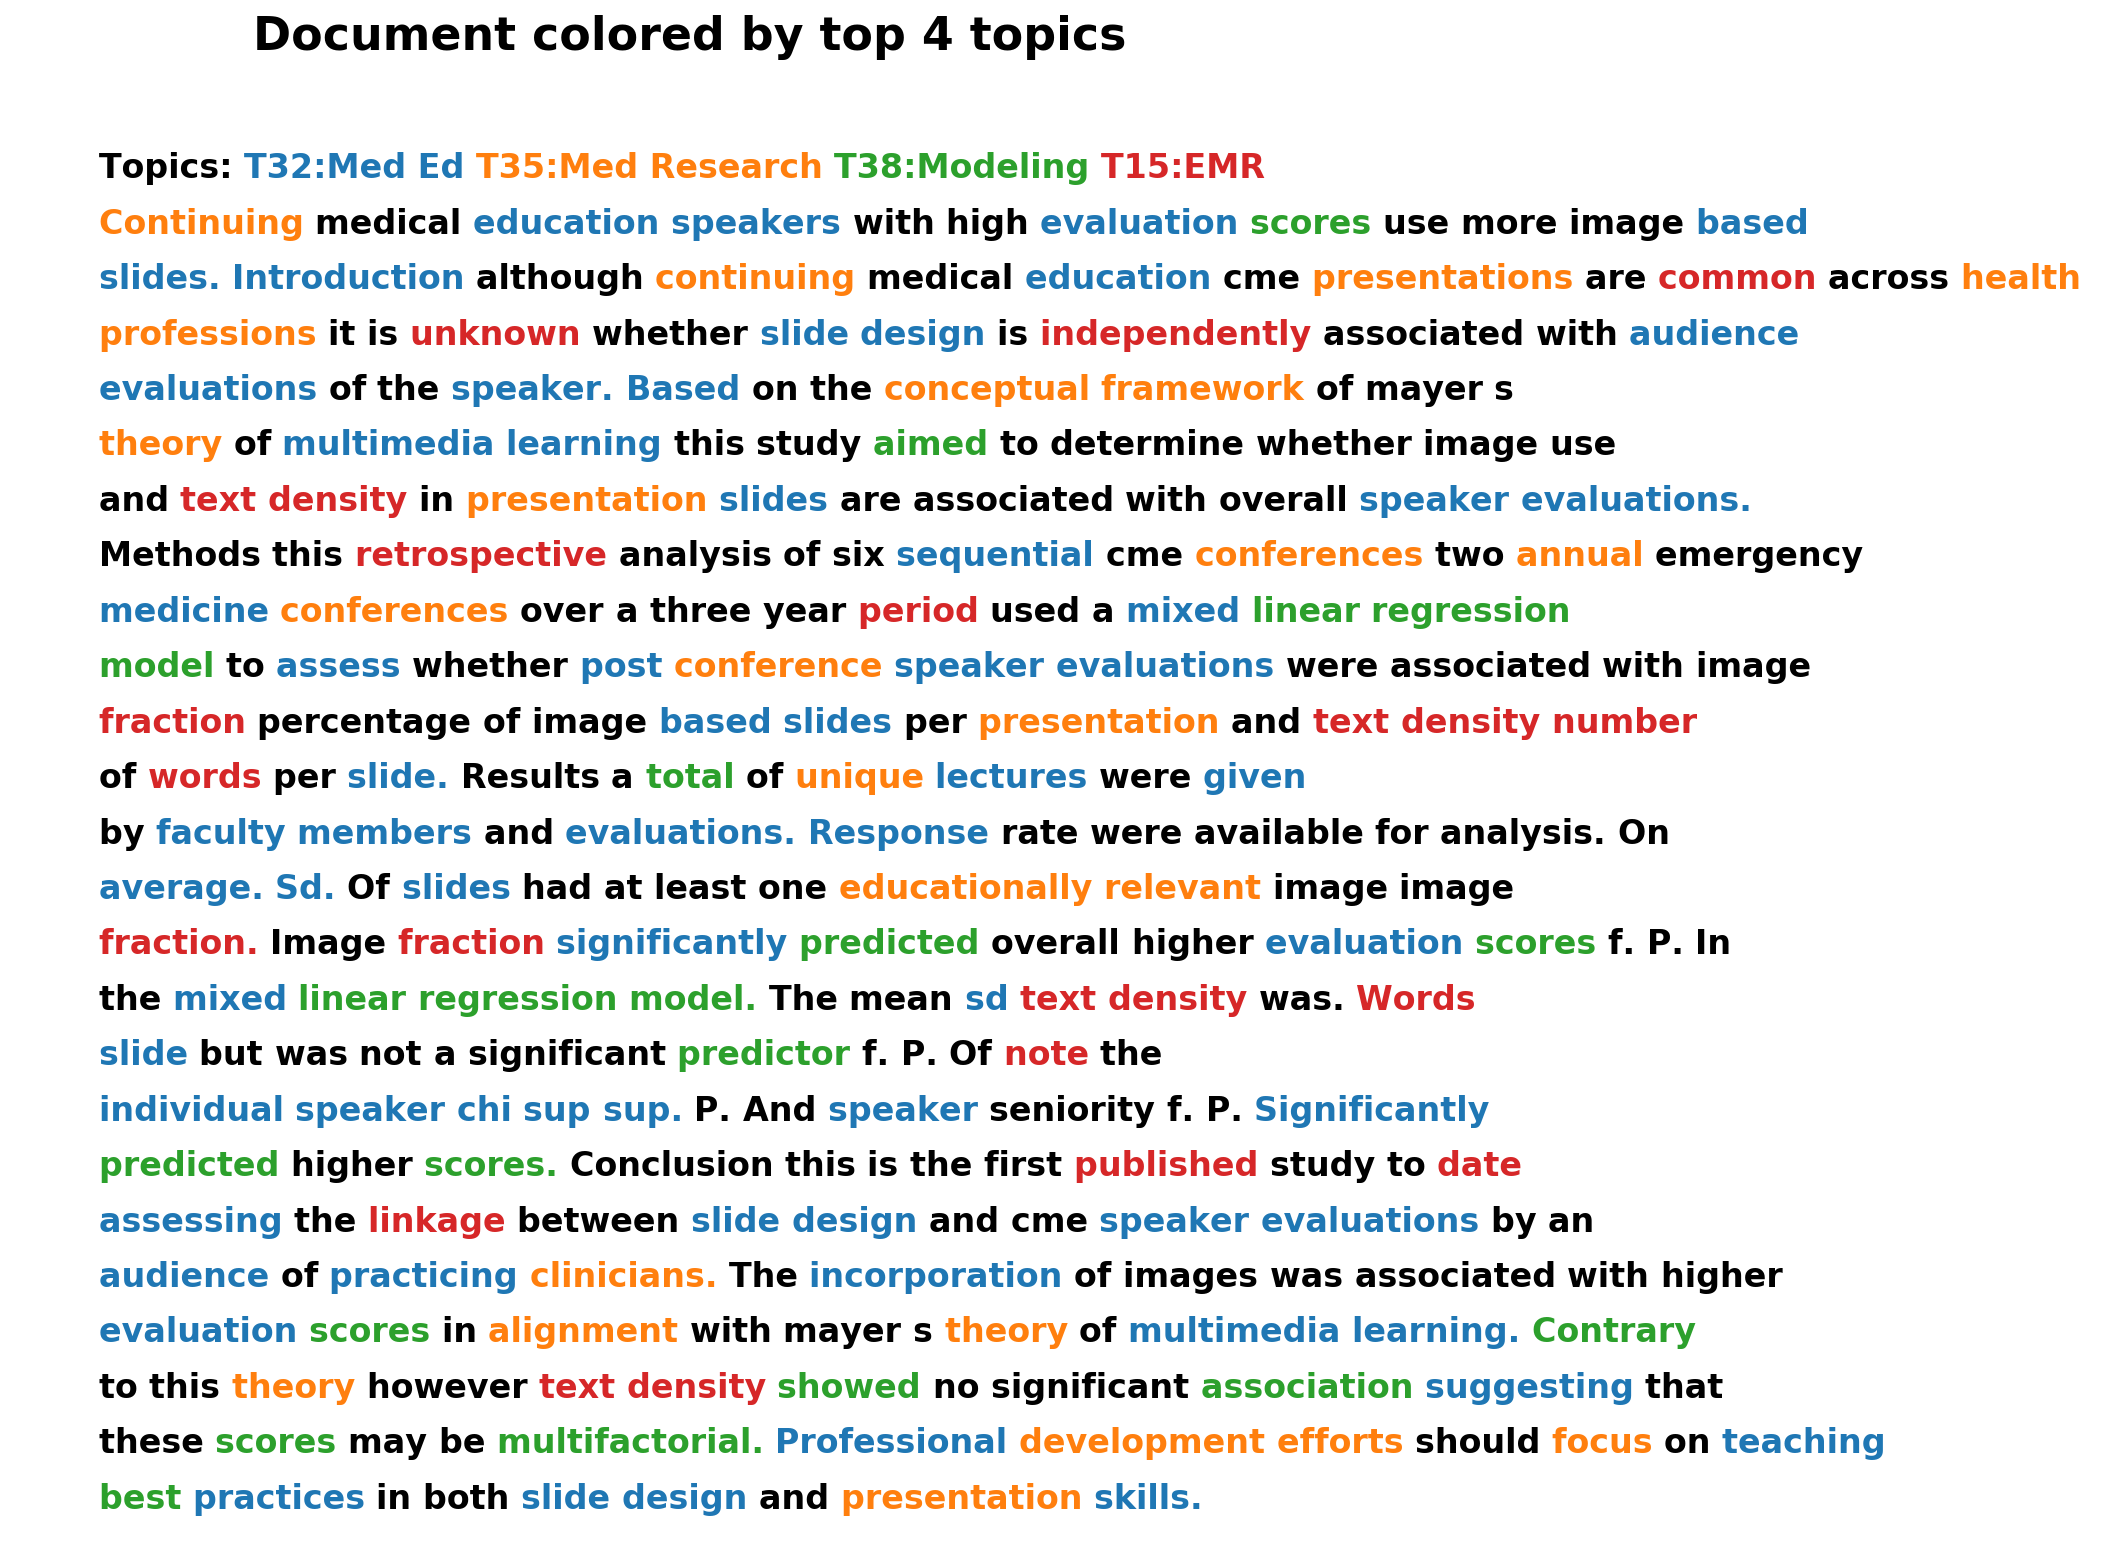 Document colored by top 4 topics
Topics: T32:Med Ed T35:Med Research T38:Modeling T15:EMR
Continuing medical education speakers with high evaluation scores use more image based
slides. Introduction although continuing medical education cme presentations are common across health
professions it is unknown whether slide design is independently associated with audience
evaluations of the speaker. Based on the conceptual framework of mayer s
theory of multimedia learning this study aimed to determine whether image use
and text density in presentation slides are associated with overall speaker evaluations.
Methods this retrospective analysis of six sequential cme conferences two annual emergency
medicine conferences over a three year period used a mixed linear regression
model to assess whether post conference speaker evaluations were associated with image
fraction percentage of image based slides per presentation and text density number
of words per slide. Results a total of unique lectures were given
by faculty members and evaluations. Response rate were available for analysis. On
average. Sd. Of slides had at least one educationally relevant image image
fraction. Image fraction significantly predicted overall higher evaluation scores f. P. In
the mixed linear regression model. The mean sd text density was. Words
slide but was not a significant predictor f. P. Of note the
individual speaker chi sup sup. P. And speaker seniority f. P. Significantly
predicted higher scores. Conclusion this is the first published study to date
assessing the linkage between slide design and cme speaker evaluations by an
audience of practicing clinicians. The incorporation of images was associated with higher
evaluation scores in alignment with mayer s theory of multimedia learning. Contrary
to this theory however text density showed no significant association suggesting that
these scores may be multifactorial. Professional development efforts should focus on teaching
best practices in both slide design and presentation skills.